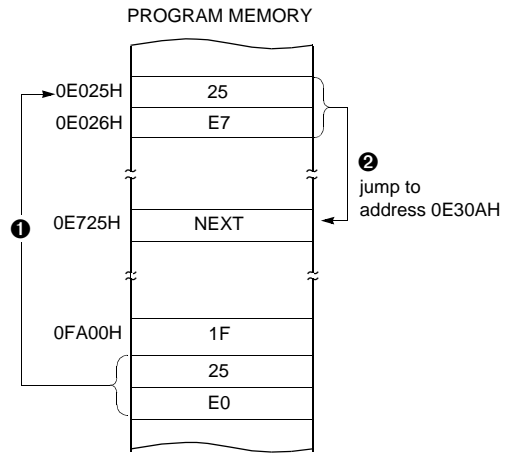 PROGRAM MEMORY
0E025H 25
0E026H E7
❷
jump to
address 0E30AH
❶ 0E725H NEXT
0FA00H 1F
25
E0